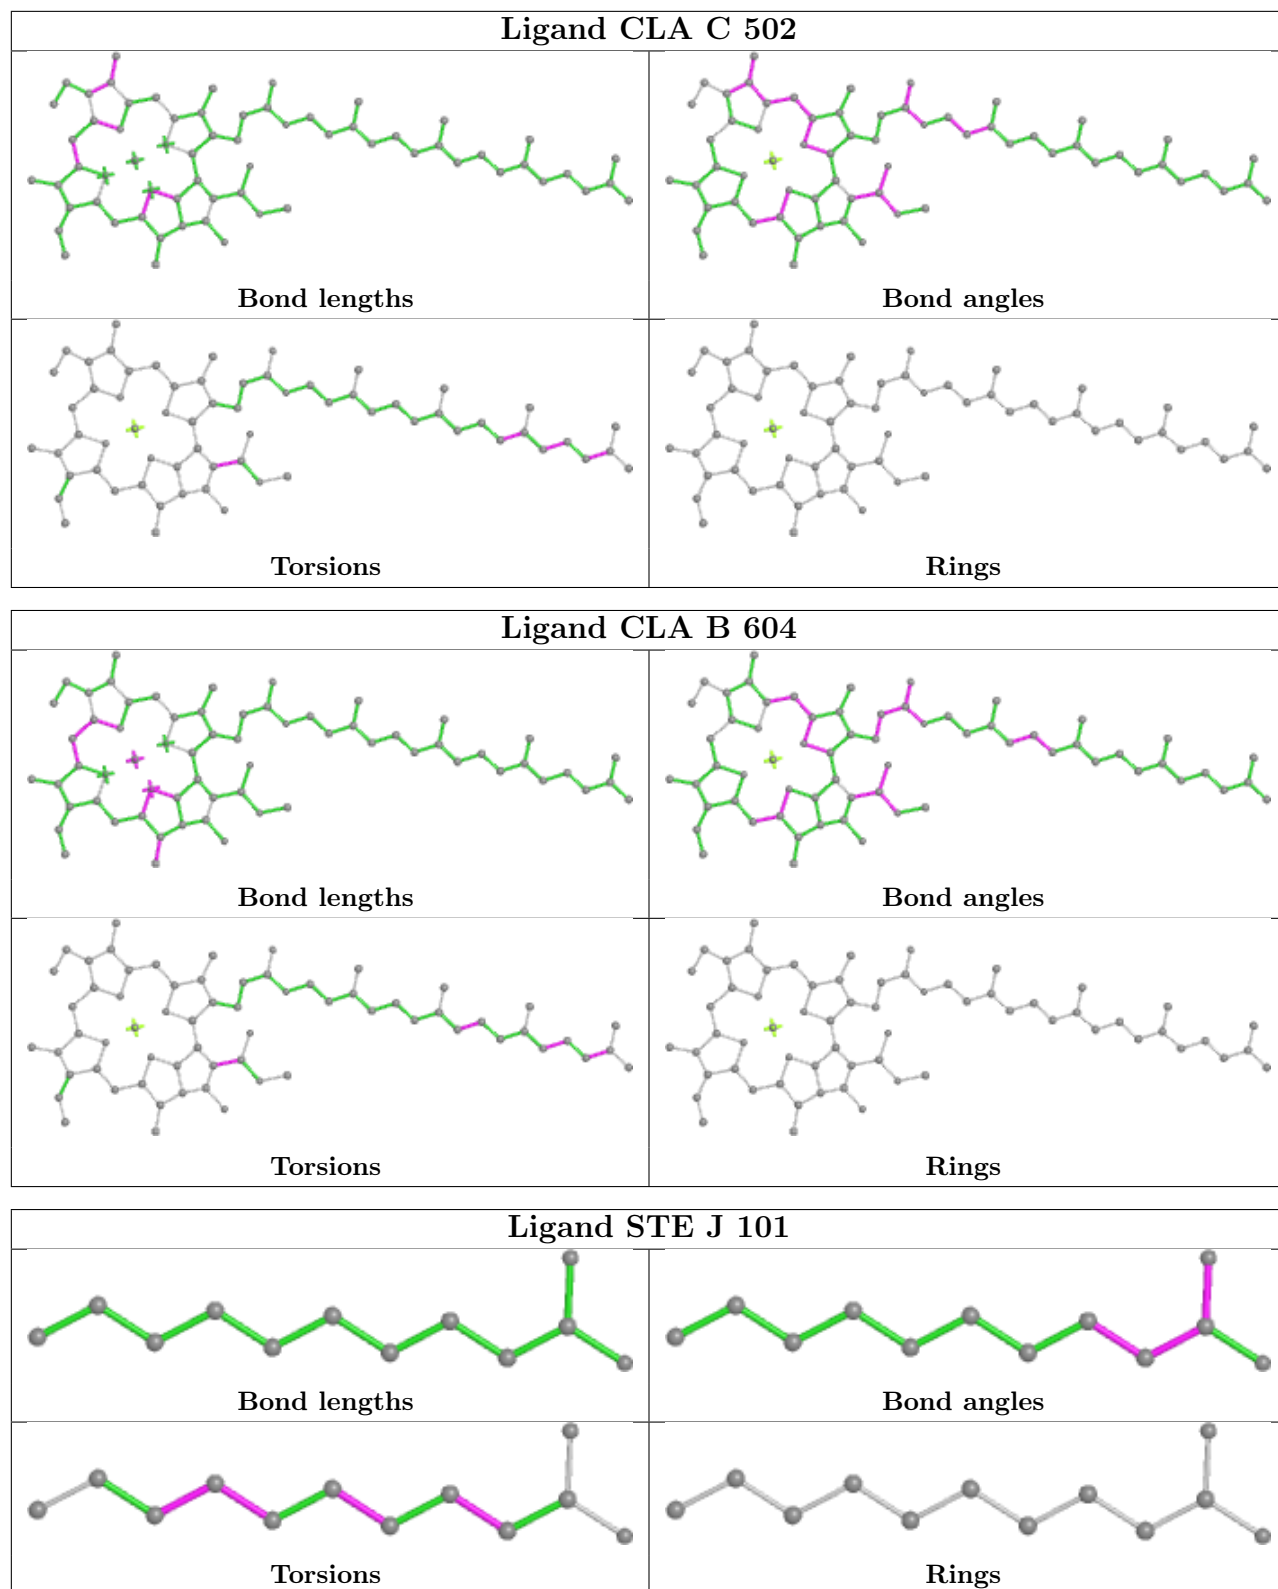 Ligand CLA C 502
Bond lengths
Bond angles
Torsions
Rings
Ligand CLA B 604
Bond lengths
Bond angles
Torsions
Rings
Ligand STE J 101
Bond lengths
Bond angles
Torsions
Rings